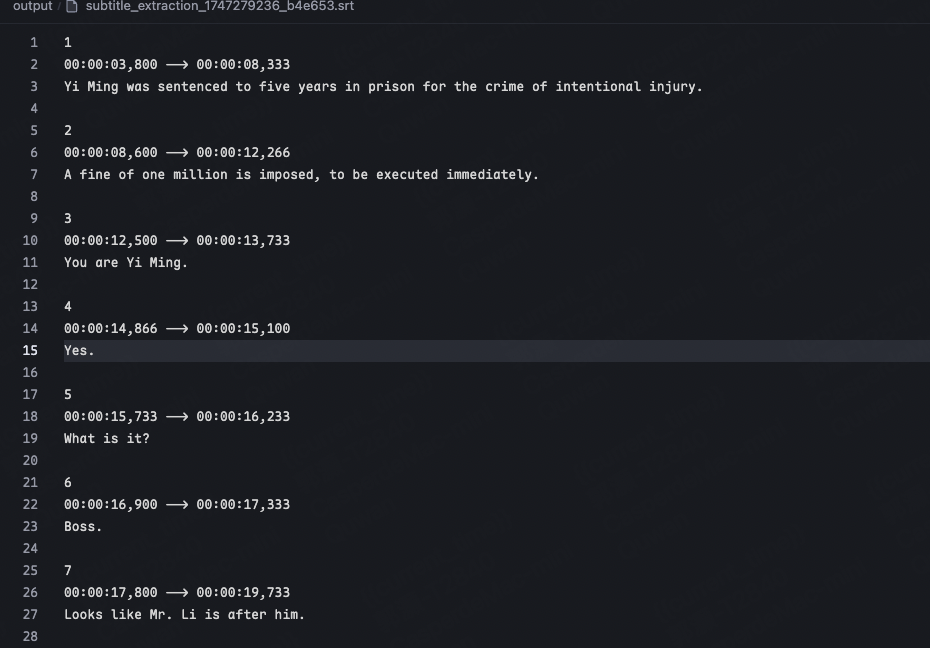 output / subtitle_extraction_1747279236_b4e653.srt
1 1
2 00:00:03,800 --> 00:00:08,333
3 Yi Ming was sentenced to five years in prison for the crime of intentional injury.
4
5 2
6 00:00:08,600 --> 00:00:12,266
7 A fine of one million is imposed, to be executed immediately.
8
9 3
10 00:00:12,500 --> 00:00:13,733
11 You are Yi Ming.
12
13 4
14 00:00:14,866 --> 00:00:15,100
15 Yes.
16
17 5
18 00:00:15,733 --> 00:00:16,233
19 What is it?
20
21 6
22 00:00:16,900 --> 00:00:17,333
23 Boss.
24
25 7
26 00:00:17,800 --> 00:00:19,733
27 Looks like Mr. Li is after him.
28